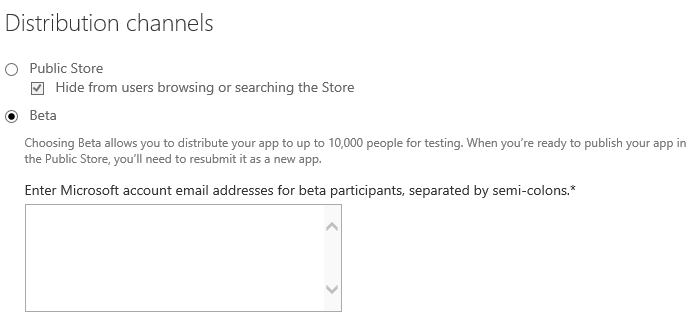 Distribution channels
Public Store
Hide from users browsing or searching the Store
Beta
Choosing Beta allows you to distribute your app to up to 10,000 people for testing. When you're ready to publish your app in
the Public Store, you'll need to resubmit it as a new app.
Enter Microsoft account email addresses for beta participants, separated by semi-colons.*